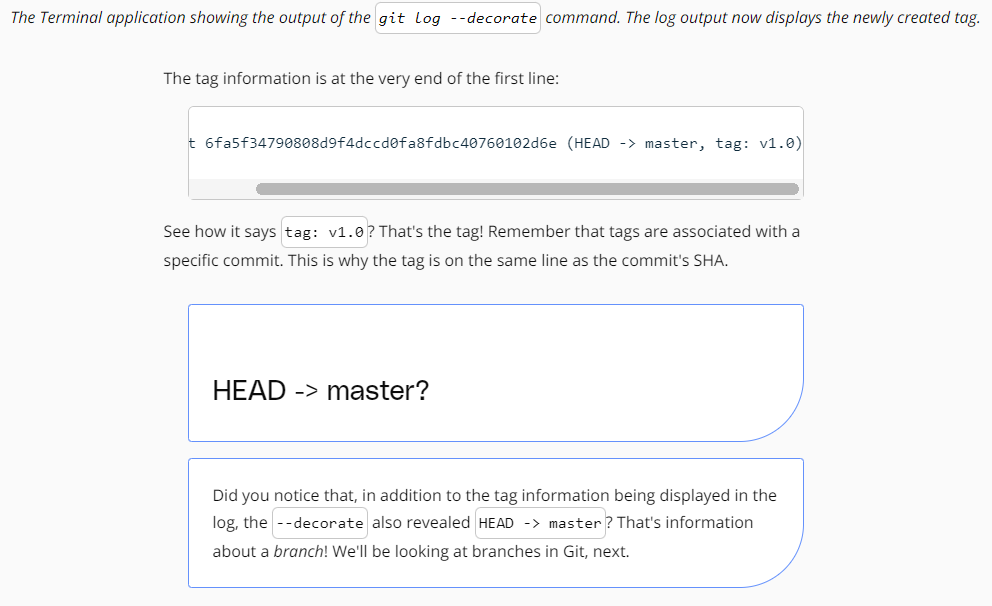 The Terminal application showing the output of the git log --decorate command. The log output now displays the newly created tag.
The tag information is at the very end of the first line:
t 6fa5f34790808d9f4dccd0fa8fdbc40760102d6e (HEAD -> master, tag: v1.0)
See how it says tag: v1.0? That's the tag! Remember that tags are associated with a
specific commit. This is why the tag is on the same line as the commit's SHA.
HEAD -> master?
Did you notice that, in addition to the tag information being displayed in the
log, the --decorate also revealed HEAD -> master? That's information
about a branch! We'll be looking at branches in Git, next.